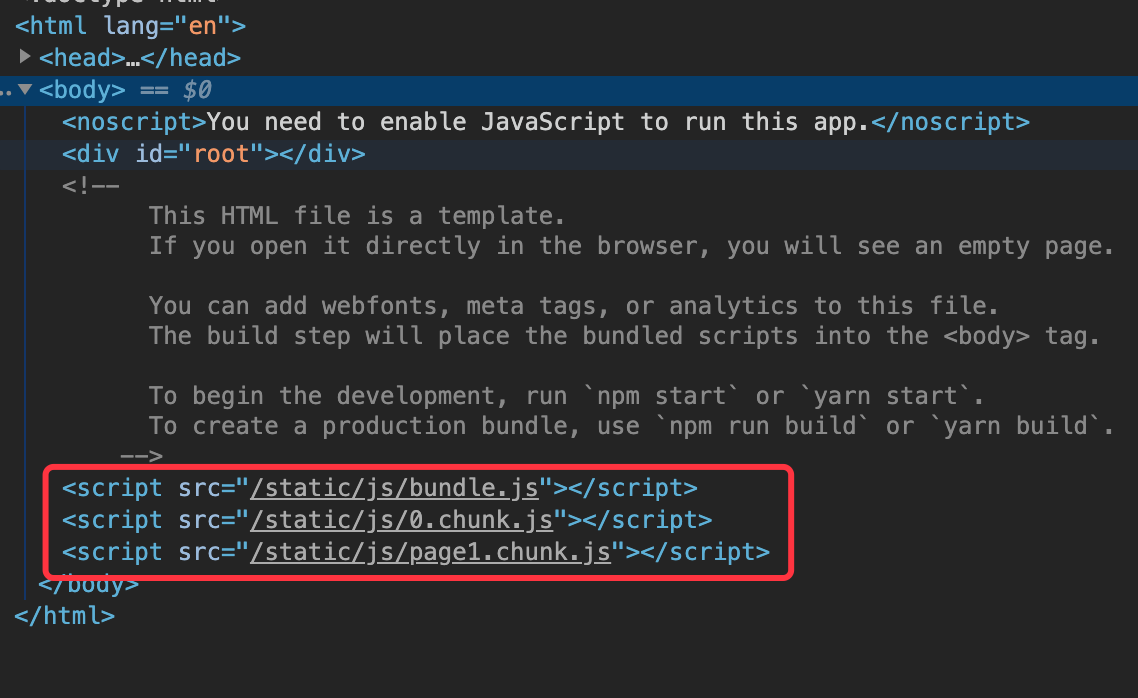 <html lang="en">
<head>…</head>
<body> == $0
<noscript>You need to enable JavaScript to run this app.</noscript>
<div id="root"></div>
<!--
This HTML file is a template.
If you open it directly in the browser, you will see an empty page.
You can add webfonts, meta tags, or analytics to this file.
The build step will place the bundled scripts into the <body> tag.
To begin the development, run `npm start` or `yarn start`.
To create a production bundle, use `npm run build` or `yarn build`.
-->
<script src="/static/js/bundle.js"></script>
<script src="/static/js/0.chunk.js"></script>
<script src="/static/js/page1.chunk.js"></script>
</body>
</html>